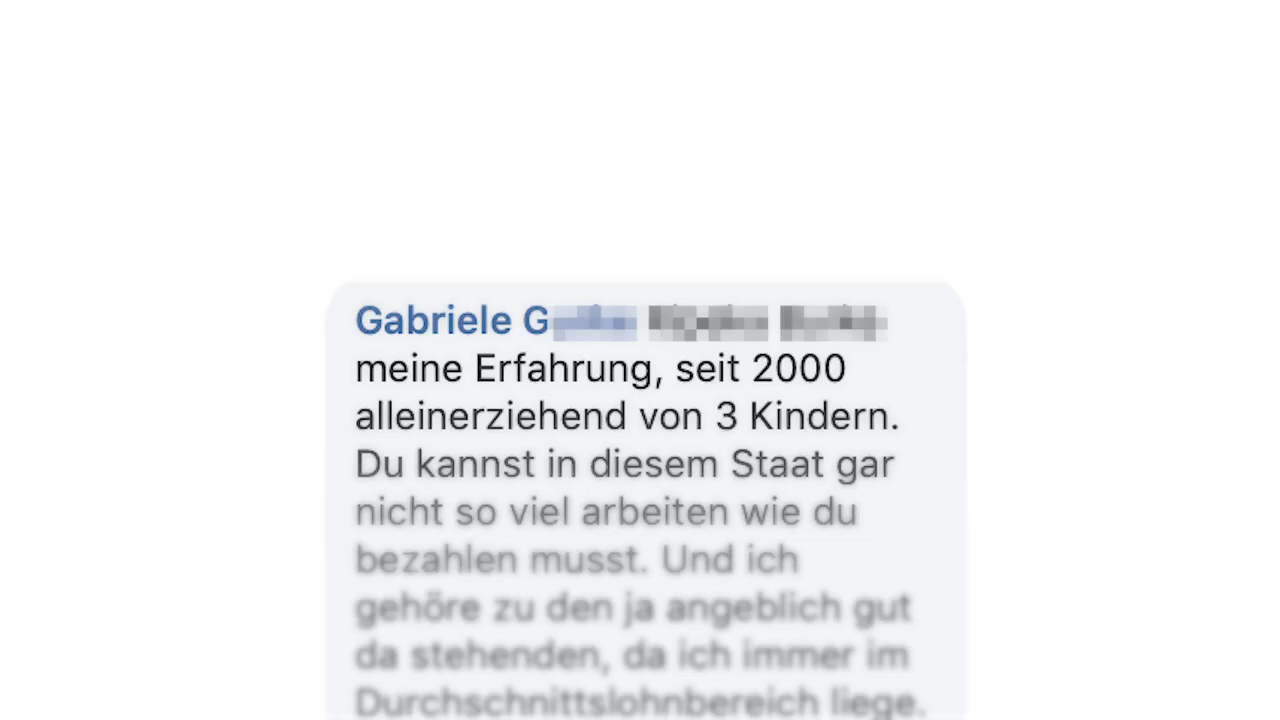 Gabriele G
meine Erfahrung, seit 2000
alleinerziehend von 3 Kindern.
Du kannst in diesem Staat gar
nicht so viel arbeiten wie du
bezahlen musst. Und ich
gehöre zu den ja angeblich gut
da stehenden, da ich immer im
Durchschnittslohnbereich liege.